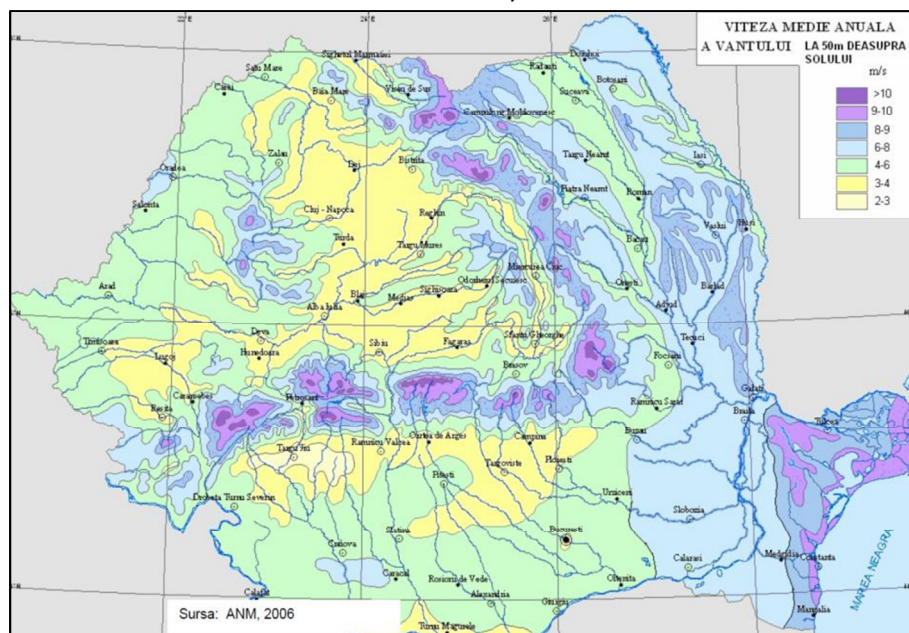 VITEZA MEDIE ANUALA
A VANTULUI LA 50m DEASUPRA
SOLULUI
m/s
>10
9-10
8-9
6-8
4-6
3-4
2-3
Sighetul Marmatiei
Dorohoi
Satu Mare
Radauti
Botosani
Carei
Baia Mare
Viseu de Sus
Suceava
Campulung Moldovenesc
Zalau
Dej
Bistrita
Targu Neamt
Iasi
Oradea
Piatra Neamt
Roman
Salonta
Cluj - Napoca
Reghin
Vaslui
Husi
Turda
Targu Mures
Bacau
Miercurea Ciuc
Odorheiul Secuiesc
Arad
Blaj
Medias
Sighisoara
Onesti
Barlad
Alba Iulia
Adjud
Timisoara
Deva
Sfantu Gheorghe
Tecuci
Lugoj
Hunedoara
Sibiu
Fagaras
Brasov
Focsani
Resita
Caransebes
Petrosani
Ramnicu Sarat
Galati
Braila
Tulcea
Targu Jiu
Ramnicu Valcea
Curtea de Arges
Campina
Buzau
Targoviste
Ploiesti
Pitesti
Drobeta Turnu Severin
Urziceni
Slobozia
Slatina
Bucuresti
Craiova
Medgidia
Constanta
Caracal
Rosiori de Vede
Oltenita
Calarasi
Calafat
Alexandria
Giurgiu
Mangalia
Turnu Magurele
MAREA NEAGRA
Sursa: ANM, 2006